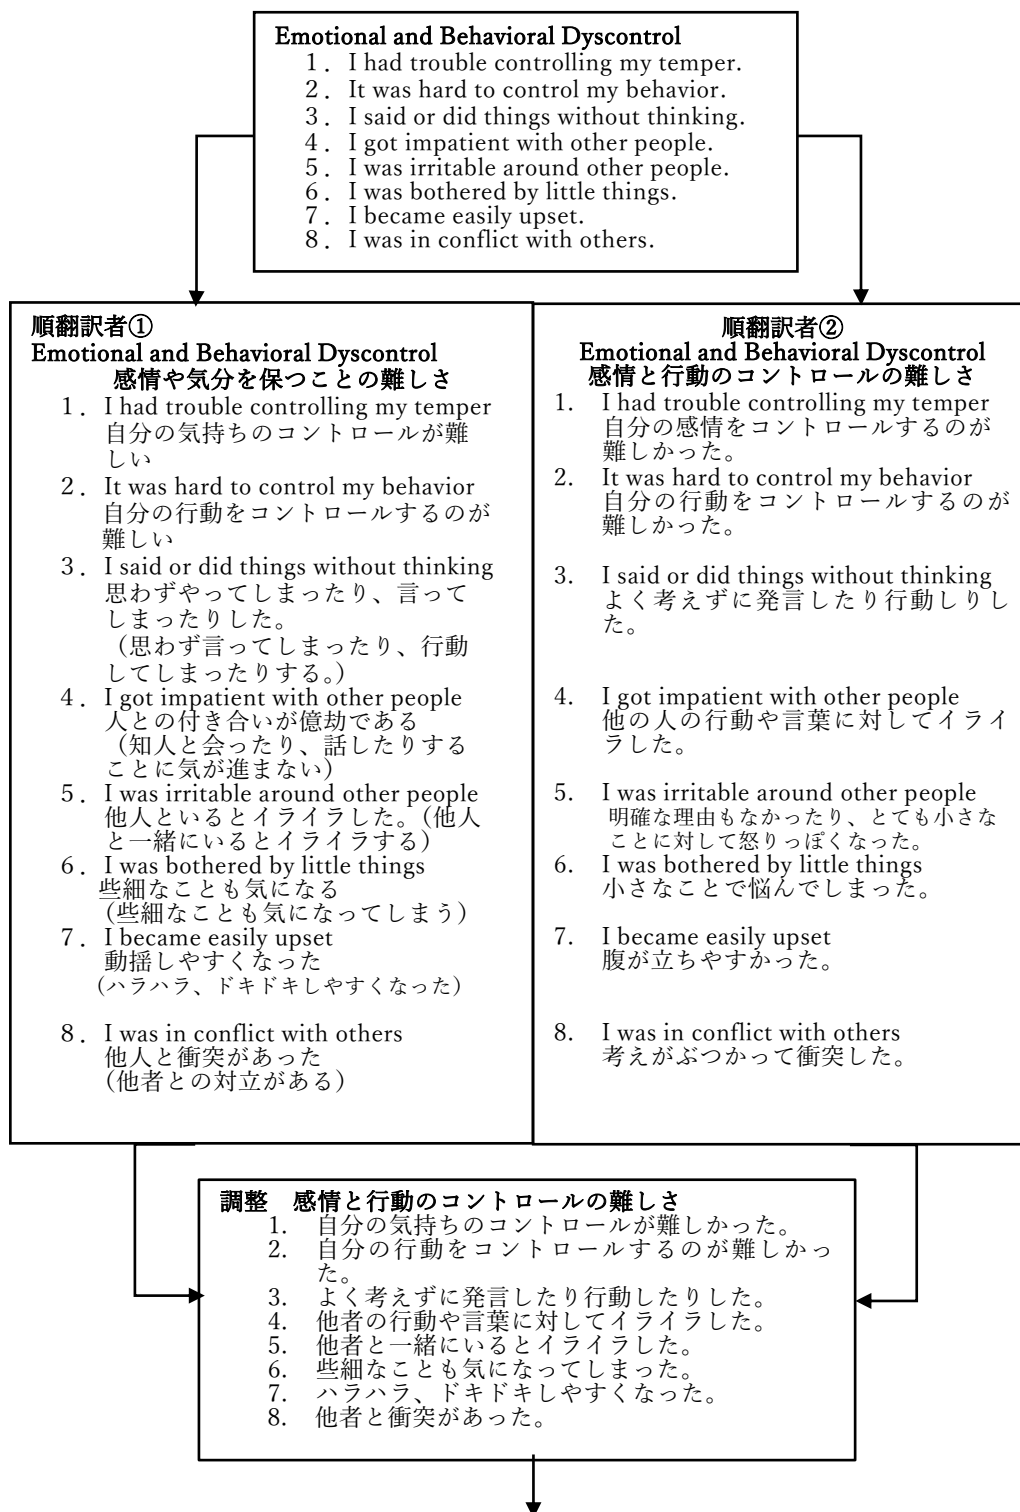 Emotional and Behavioral Dyscontrol
1．I had trouble controlling my temper.
2．It was hard to control my behavior.
3．I said or did things without thinking.
4．I got impatient with other people.
5．I was irritable around other people.
6．I was bothered by little things.
7．I became easily upset.
8．I was in conflict with others.
順翻訳者①
Emotional and Behavioral Dyscontrol
感情や気分を保つことの難しさ
1．I had trouble controlling my temper
自分の気持ちのコントロールが難
しい
2．It was hard to control my behavior
自分の行動をコントロールするのが
難しい
3．I said or did things without thinking
思わずやってしまったり、言って
しまったりした。
（思わず言ってしまったり、行動
してしまったりする。）
4．I got impatient with other people
人との付き合いが億劫である
（知人と会ったり、話したりする
ことに気が進まない）
5．I was irritable around other people
他人といるとイライラした。（他人
と一緒にいるとイライラする）
6．I was bothered by little things
些細なことも気になる
（些細なことも気になってしまう）
7．I became easily upset
動揺しやすくなった
（ハラハラ、ドキドキしやすくなった）
8．I was in conflict with others
他人と衝突があった
（他者との対立がある）
順翻訳者②
Emotional and Behavioral Dyscontrol
感情と行動のコントロールの難しさ
1. I had trouble controlling my temper
自分の感情をコントロールするのが
難しかった。
2. It was hard to control my behavior
自分の行動をコントロールするのが
難しかった。
3. I said or did things without thinking
よく考えずに発言したり行動しりし
た。
4. I got impatient with other people
他の人の行動や言葉に対してイライ
ラした。
5. I was irritable around other people
明確な理由もなかったり、とても小さな
ことに対して怒りっぽくなった。
6. I was bothered by little things
小さなことで悩んでしまった。
7. I became easily upset
腹が立ちやすかった。
8. I was in conflict with others
考えがぶつかって衝突した。
調整　感情と行動のコントロールの難しさ
1. 自分の気持ちのコントロールが難しかった。
2. 自分の行動をコントロールするのが難しかっ
た。
3. よく考えずに発言したり行動したりした。
4. 他者の行動や言葉に対してイライラした。
5. 他者と一緒にいるとイライラした。
6. 些細なことも気になってしまった。
7. ハラハラ、ドキドキしやすくなった。
8. 他者と衝突があった。